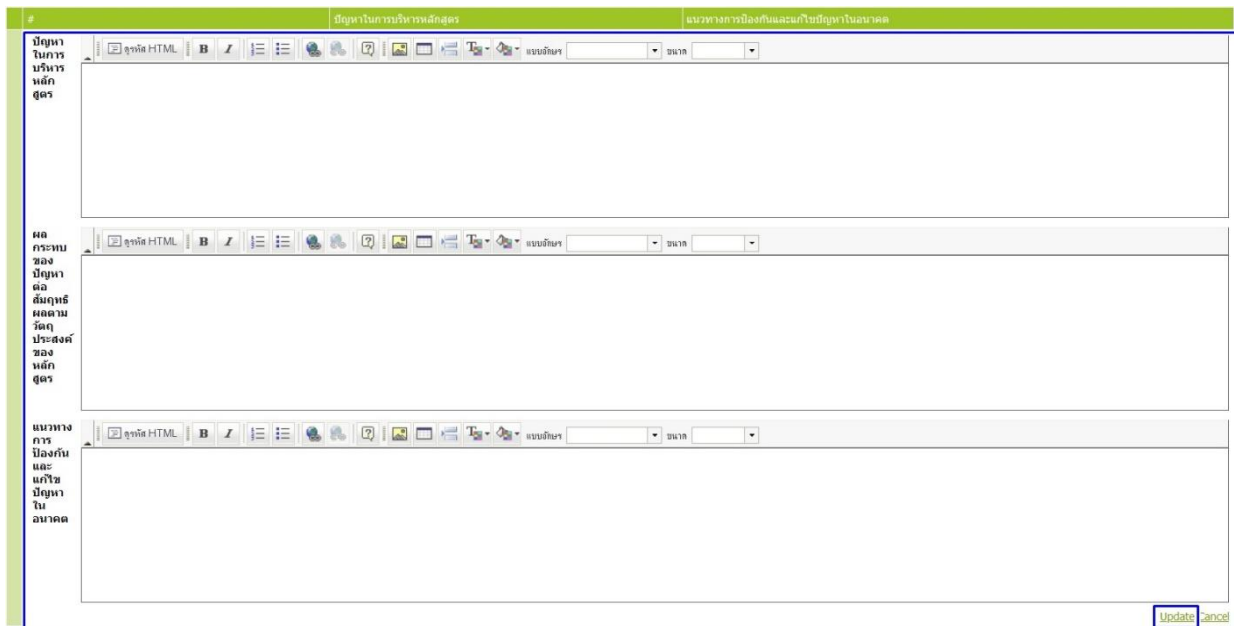 # ปัญหาในการบริหารหลักสูตร แนวทางการป้องกันและแก้ไขปัญหาในอนาคต
ปัญหา
ในการ
บริหาร
หลัก
สูตร
ดูรหัส HTML B I แบบอักษร ขนาด
ผล
กระทบ
ของ
ปัญหา
ต่อ
สัมฤทธิ
ผลตาม
วัตถุ
ประสงค์
ของ
หลัก
สูตร
ดูรหัส HTML B I แบบอักษร ขนาด
แนวทาง
การ
ป้องกัน
และ
แก้ไข
ปัญหา
ใน
อนาคต
ดูรหัส HTML B I แบบอักษร ขนาด
Update Cancel